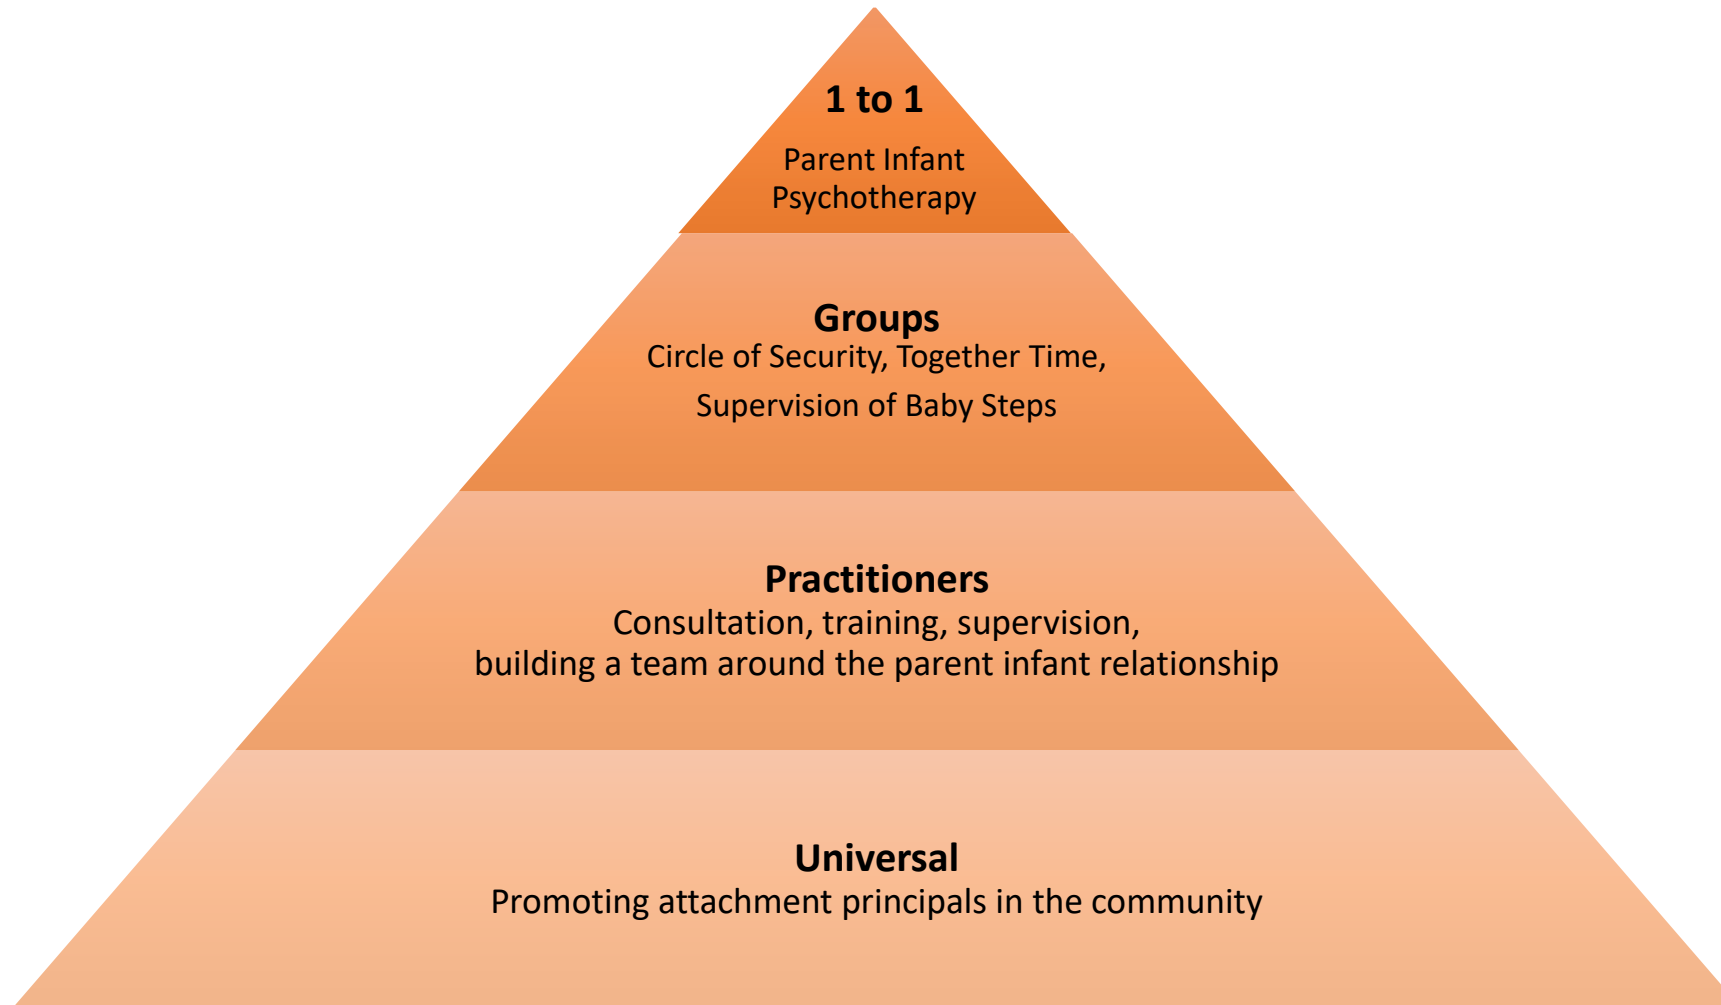 1 to 1
Parent Infant
Psychotherapy
Groups
Circle of Security, Together Time,
Supervision of Baby Steps
Practitioners
Consultation, training, supervision,
building a team around the parent infant relationship
Universal
Promoting attachment principals in the community